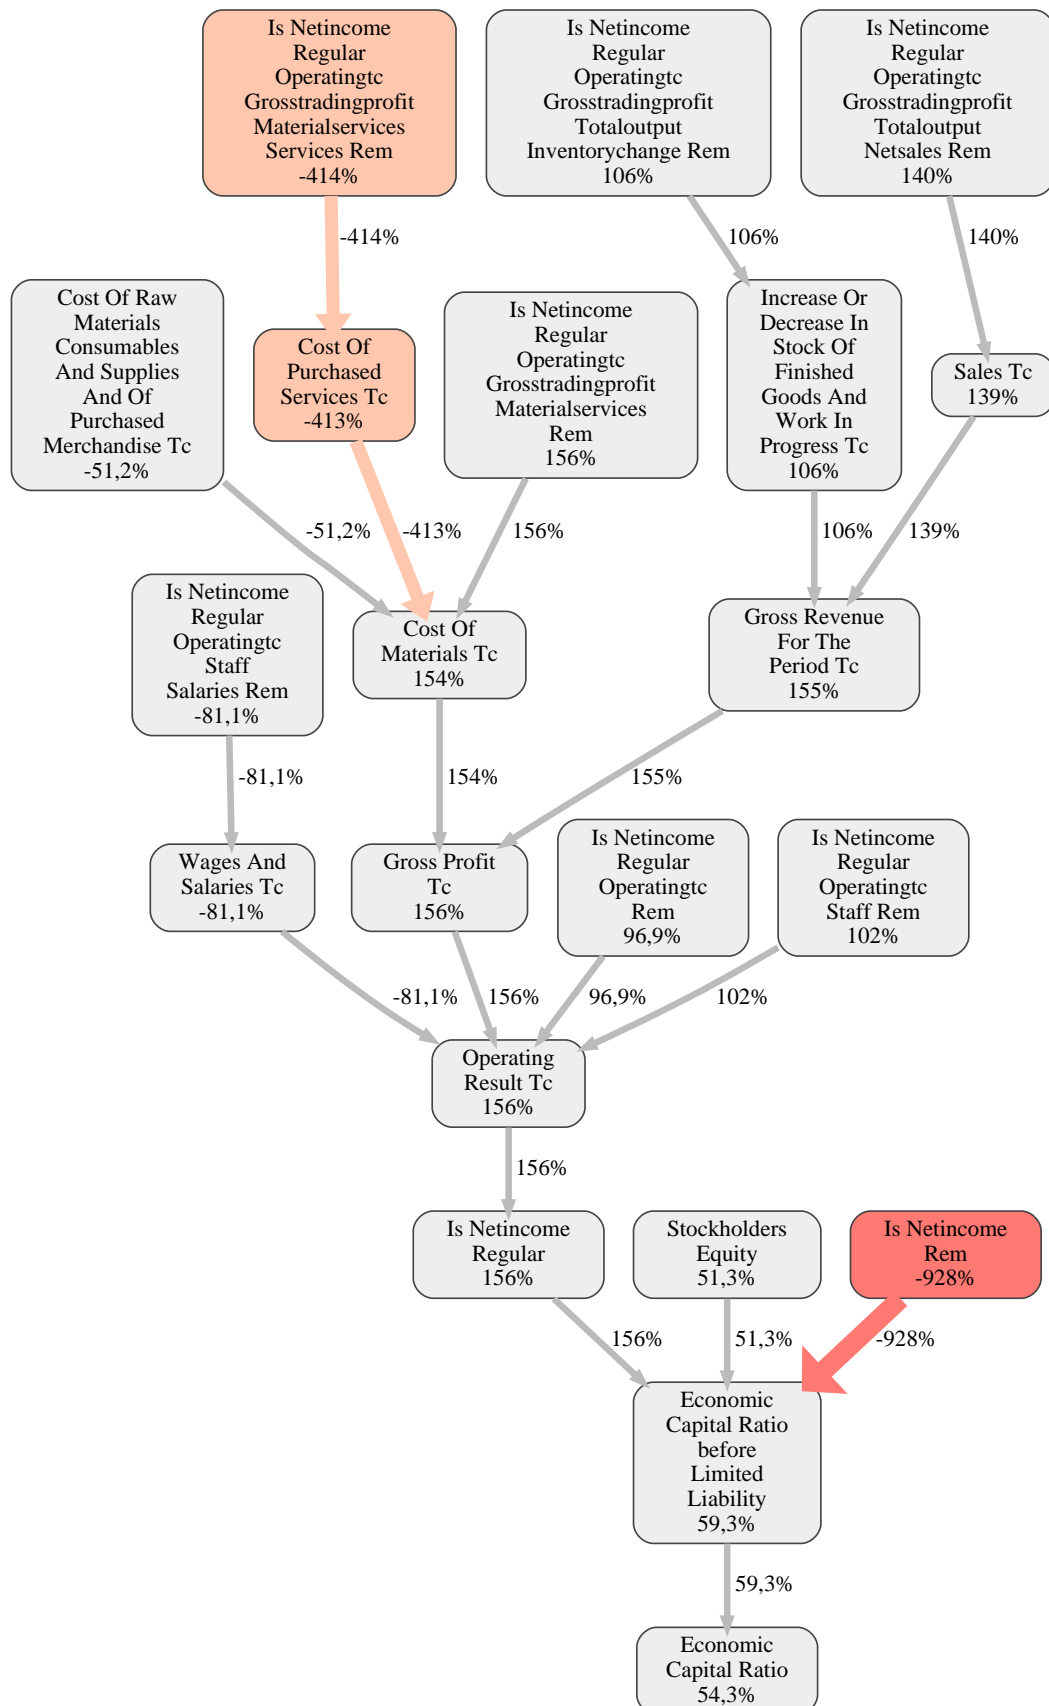 Is Netincome
Regular
Operatingtc
Grosstradingprofit
Materialservices
Services Rem
-414%
Is Netincome
Regular
Operatingtc
Grosstradingprofit
Totaloutput
Inventorychange Rem
106%
Is Netincome
Regular
Operatingtc
Grosstradingprofit
Totaloutput
Netsales Rem
140%
-414%
106%
140%
Cost Of Raw
Materials
Consumables
And Supplies
And Of
Purchased
Merchandise Tc
-51,2%
Cost Of
Purchased
Services Tc
-413%
Is Netincome
Regular
Operatingtc
Grosstradingprofit
Materialservices
Rem
156%
Increase Or
Decrease In
Stock Of
Finished
Goods And
Work In
Progress Tc
106%
Sales Tc
139%
-51,2%
-413%
156%
106%
139%
Is Netincome
Regular
Operatingtc
Staff
Salaries Rem
-81,1%
Cost Of
Materials Tc
154%
Gross Revenue
For The
Period Tc
155%
-81,1%
154%
155%
Wages And
Salaries Tc
-81,1%
Gross Profit
Tc
156%
Is Netincome
Regular
Operatingtc
Rem
96,9%
Is Netincome
Regular
Operatingtc
Staff Rem
102%
-81,1%
156%
96,9%
102%
Operating
Result Tc
156%
156%
Is Netincome
Regular
156%
Stockholders
Equity
51,3%
Is Netincome
Rem
-928%
156%
51,3%
-928%
Economic
Capital Ratio
before
Limited
Liability
59,3%
59,3%
Economic
Capital Ratio
54,3%